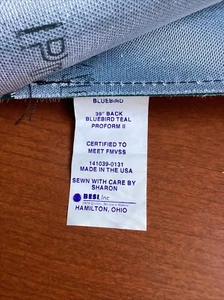 BLUEBIRD
39" BACK
BLUEBIRD TEAL
PROFORM II
CERTIFIED TO
MEET FMVSS
141039-0131
MADE IN THE USA
SEWN WITH CARE BY
SHARON
BESI Inc
HAMILTON, OHIO